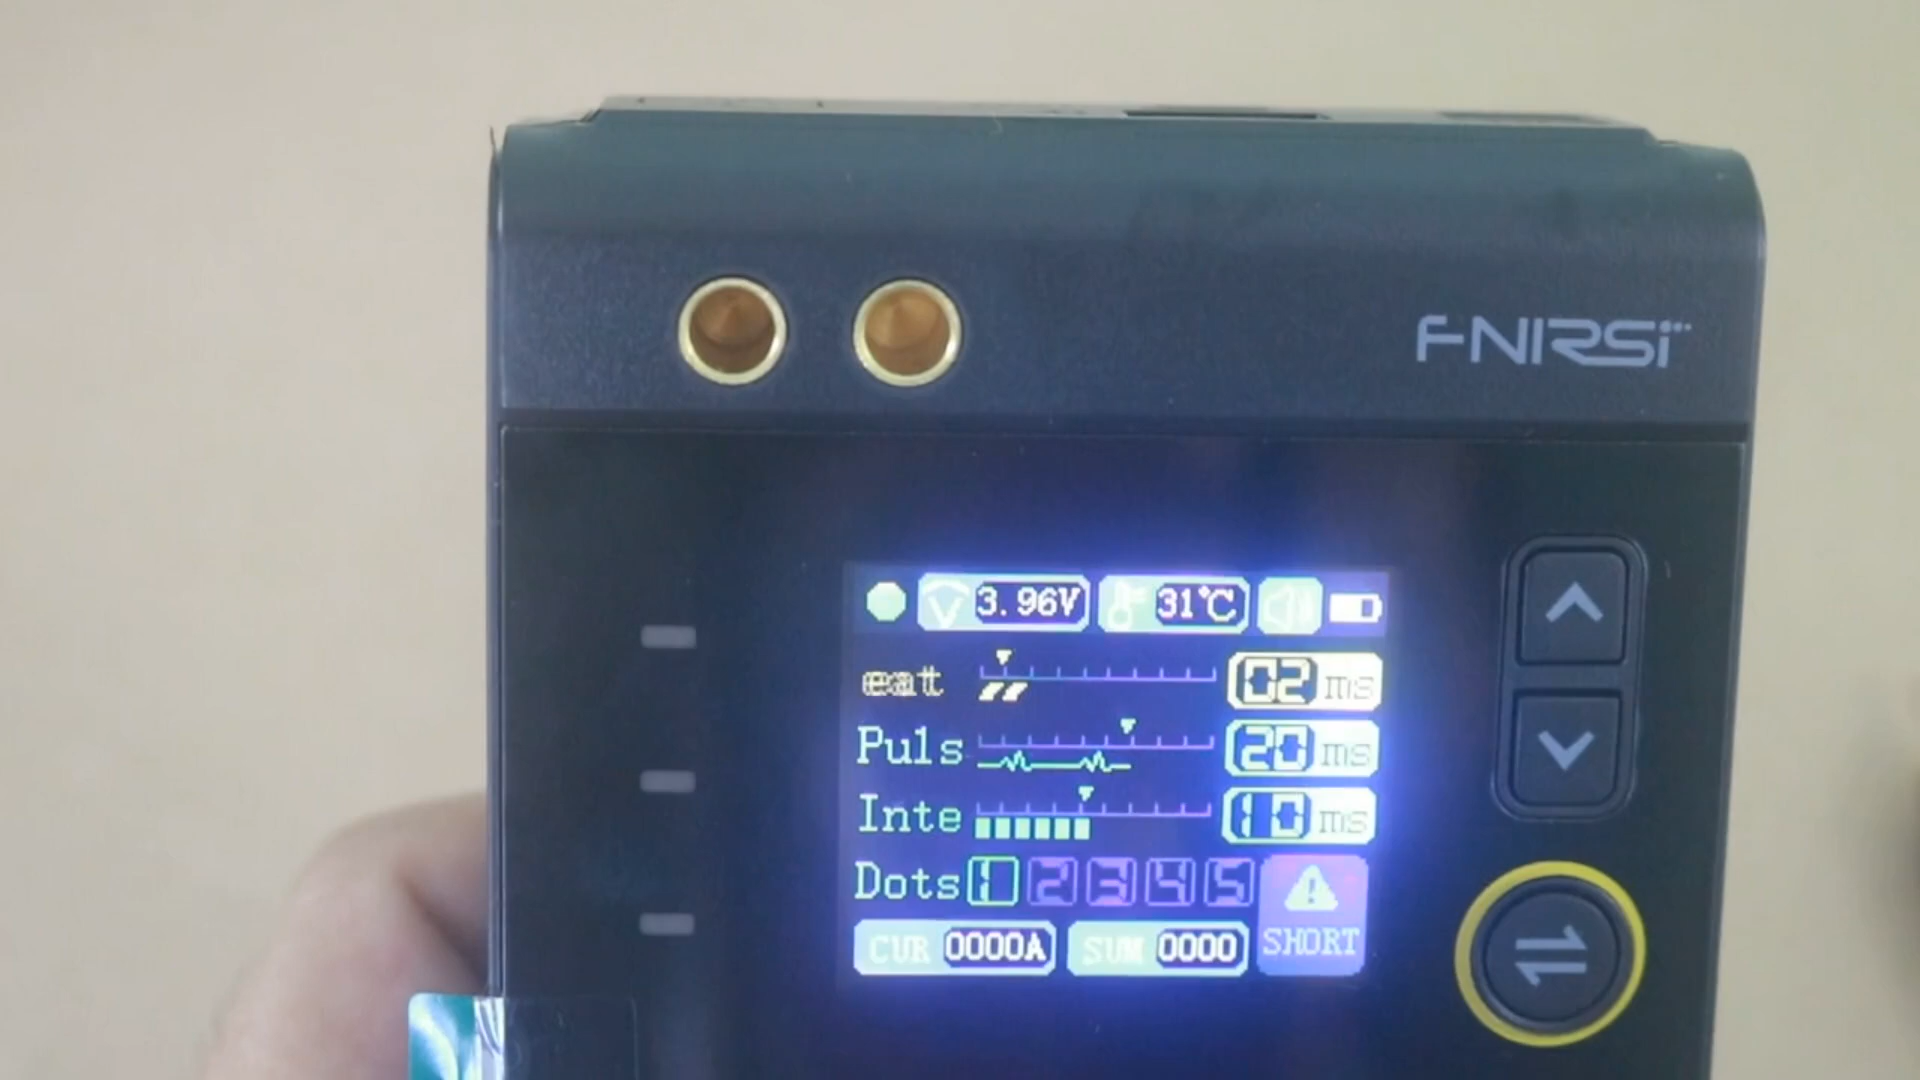 FNIRSI
3.96V 31°C
eat 02 ms
Puls 20 ms
Inte 10 ms
Dots 1 2 3 4 5
CUR 0000A SUM 0000 SHORT